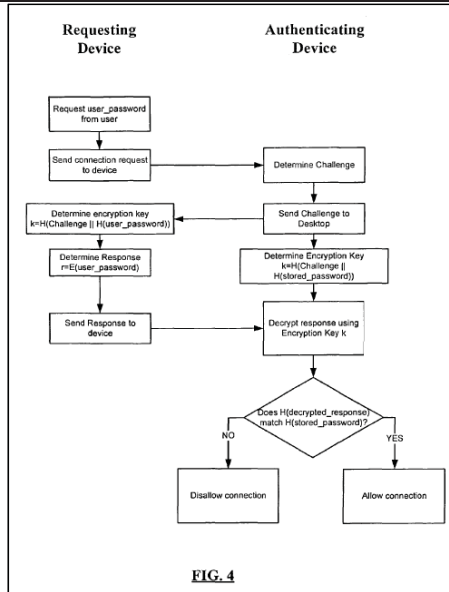 Requesting
Device
Authenticating
Device
Request user_password
from user
Send connection request
to device
Determine Challenge
Send Challenge to
Desktop
Determine encryption key
k=H(Challenge || H(user_password))
Determine Response
r=E(user_password)
Determine Encryption Key
k=H(Challenge ||
H(stored_password))
Send Response to
device
Decrypt response using
Encryption Key k
Does H(decrypted_response)
match H(stored_password)?
NO
YES
Disallow connection
Allow connection
FIG. 4